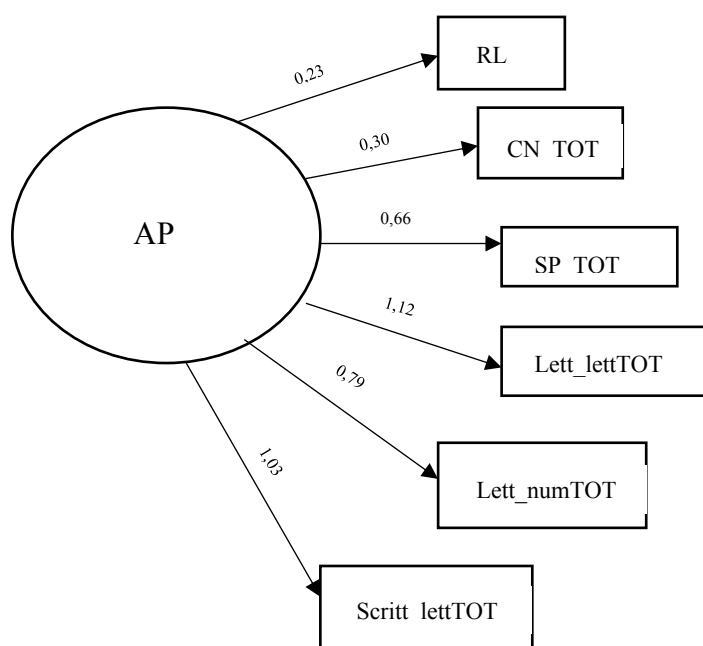 RL
0,23
CN TOT
0,30
AP
0,66
SP TOT
1,12
Lett_lettTOT
0,79
Lett_numTOT
1,03
Scritt lettTOT